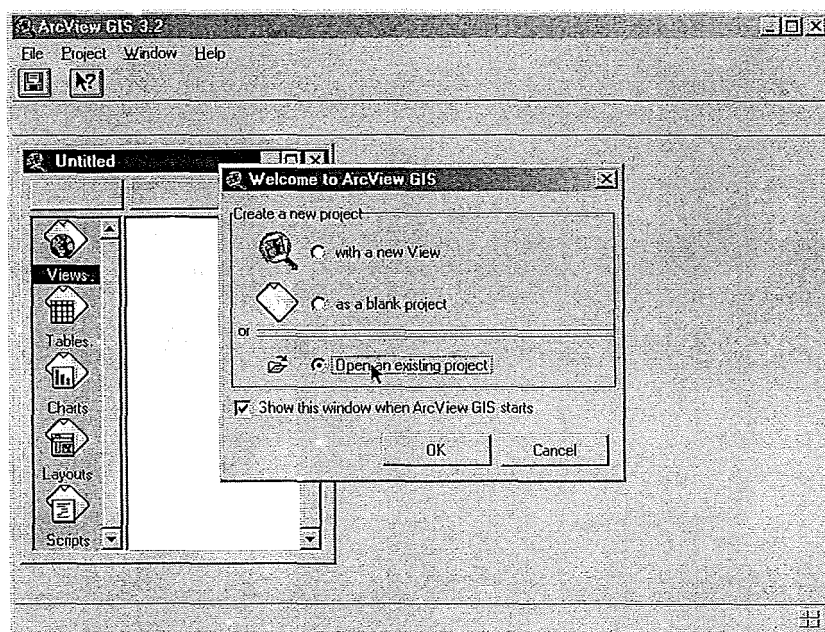 ArcView GIS 3.2
File Project Window Help
Untitled
Views
Tables
Charts
Layouts
Scripts
Welcome to ArcView GIS
Create a new project
with a new View
as a blank project
or
Open an existing project
Show this window when ArcView GIS starts
OK Cancel